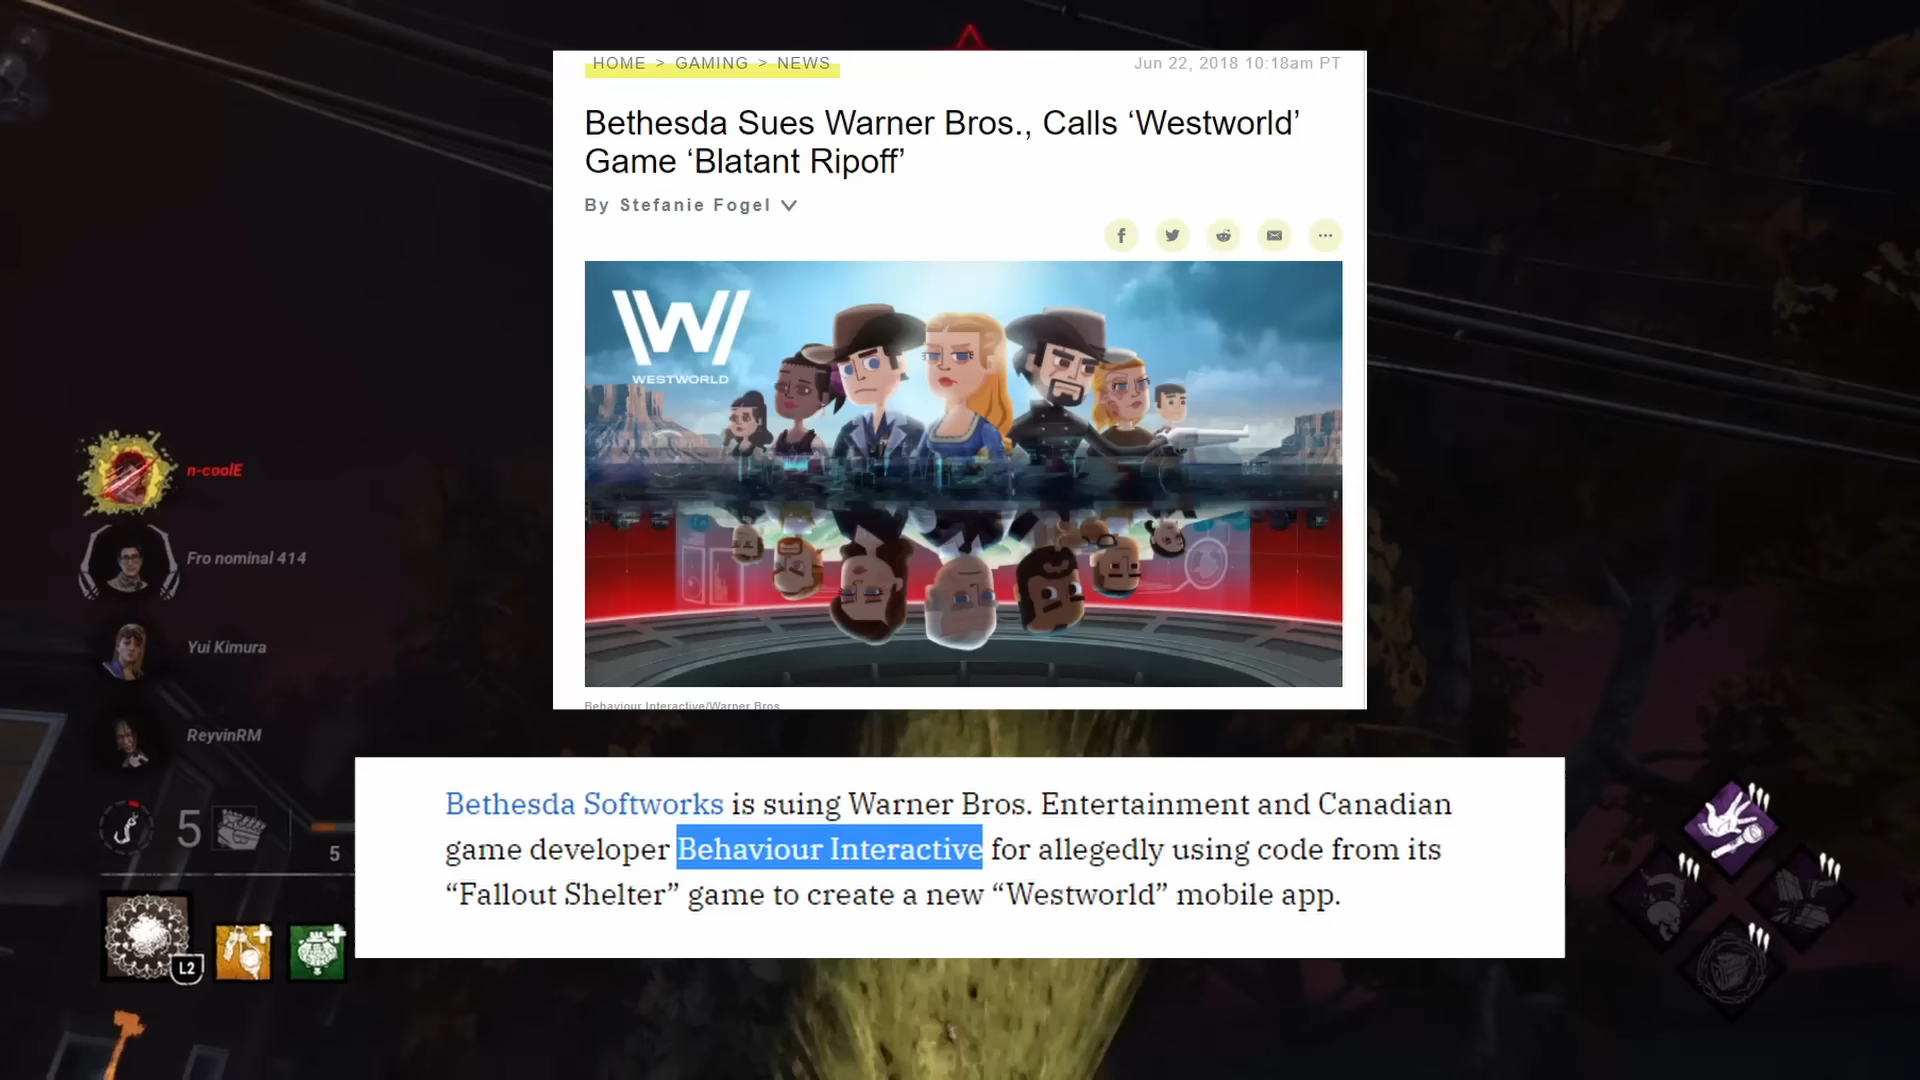 HOME > GAMING > NEWS
Jun 22, 2018 10:18am PT
Bethesda Sues Warner Bros., Calls ‘Westworld’
Game ‘Blatant Ripoff’
By Stefanie Fogel
WESTWORLD
Behaviour Interactive/Warner Bros
n-coolE
Fro nominal 414
Yui Kimura
ReyvinRM
5
5
L2
Bethesda Softworks is suing Warner Bros. Entertainment and Canadian
game developer Behaviour Interactive for allegedly using code from its
“Fallout Shelter” game to create a new “Westworld” mobile app.